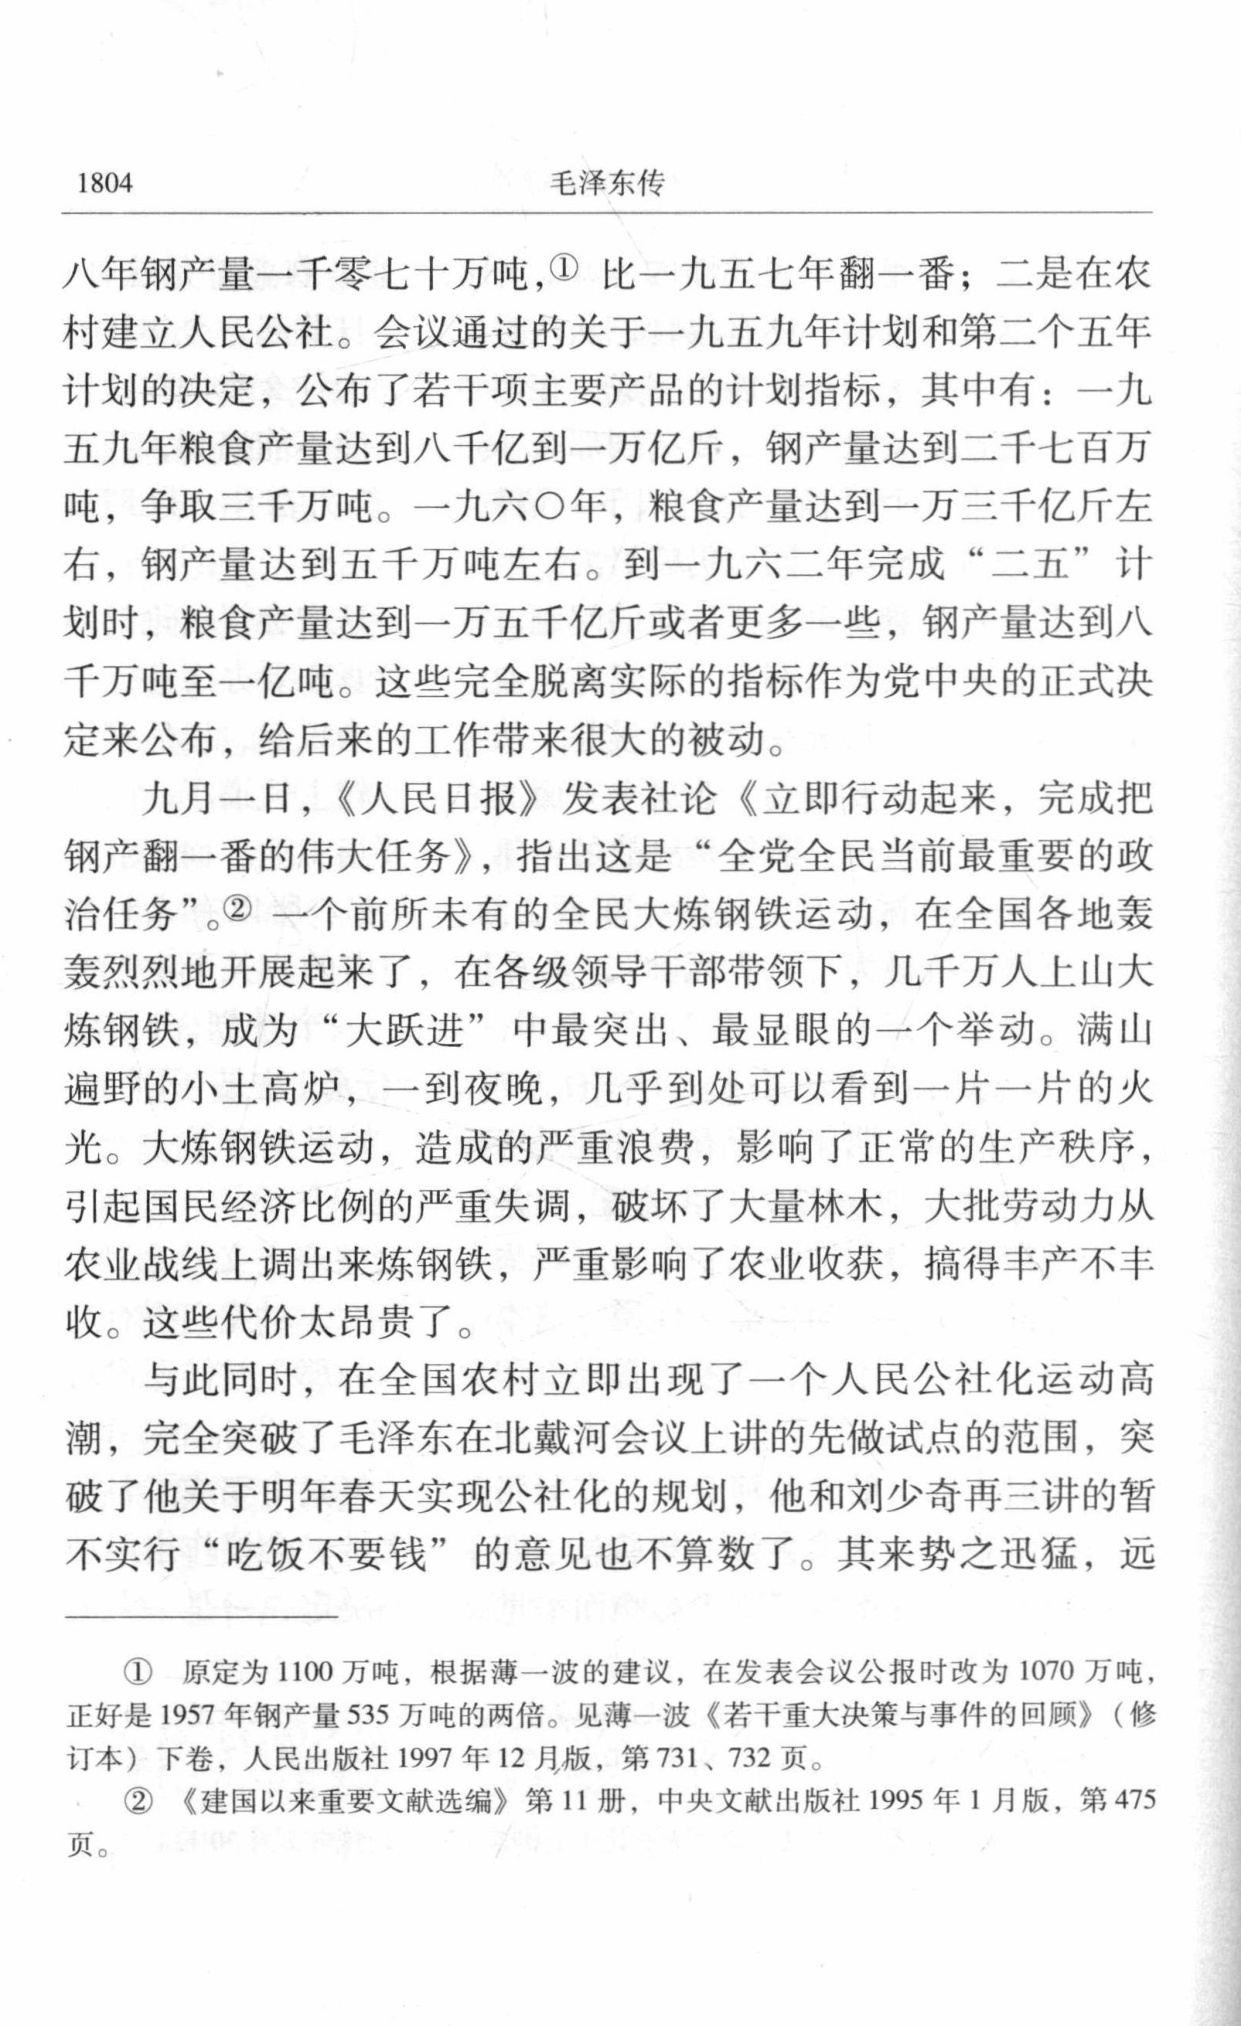 1804
毛泽东传
八年钢产量一千零七十万吨，① 比一九五七年翻一番；二是在农
村建立人民公社。会议通过的关于一九五九年计划和第二个五年
计划的决定，公布了若干项主要产品的计划指标，其中有：一九
五九年粮食产量达到八千亿到一万亿斤，钢产量达到二千七百万
吨，争取三千万吨。一九六〇年，粮食产量达到一万三千亿斤左
右，钢产量达到五千万吨左右。到一九六二年完成“二五”计
划时，粮食产量达到一万五千亿斤或者更多一些，钢产量达到八
千万吨至一亿吨。这些完全脱离实际的指标作为党中央的正式决
定来公布，给后来的工作带来很大的被动。
九月一日，《人民日报》发表社论《立即行动起来，完成把
钢产翻一番的伟大任务》，指出这是“全党全民当前最重要的政
治任务”。② 一个前所未有的全民大炼钢铁运动，在全国各地轰
轰烈烈地开展起来了，在各级领导干部带领下，几千万人上山大
炼钢铁，成为“大跃进”中最突出、最显眼的一个举动。满山
遍野的小土高炉，一到夜晚，几乎到处可以看到一片一片的火
光。大炼钢铁运动，造成的严重浪费，影响了正常的生产秩序，
引起国民经济比例的严重失调，破坏了大量林木，大批劳动力从
农业战线上调出来炼钢铁，严重影响了农业收获，搞得丰产不丰
收。这些代价太昂贵了。
与此同时，在全国农村立即出现了一个人民公社化运动高
潮，完全突破了毛泽东在北戴河会议上讲的先做试点的范围，突
破了他关于明年春天实现公社化的规划，他和刘少奇再三讲的暂
不实行“吃饭不要钱”的意见也不算数了。其来势之迅猛，远
① 原定为 1100 万吨，根据薄一波的建议，在发表会议公报时改为 1070 万吨，
正好是 1957 年钢产量 535 万吨的两倍。见薄一波《若干重大决策与事件的回顾》（修
订本）下卷，人民出版社 1997 年 12 月版，第 731、732 页。
② 《建国以来重要文献选编》第 11 册，中央文献出版社 1995 年 1 月版，第 475
页。